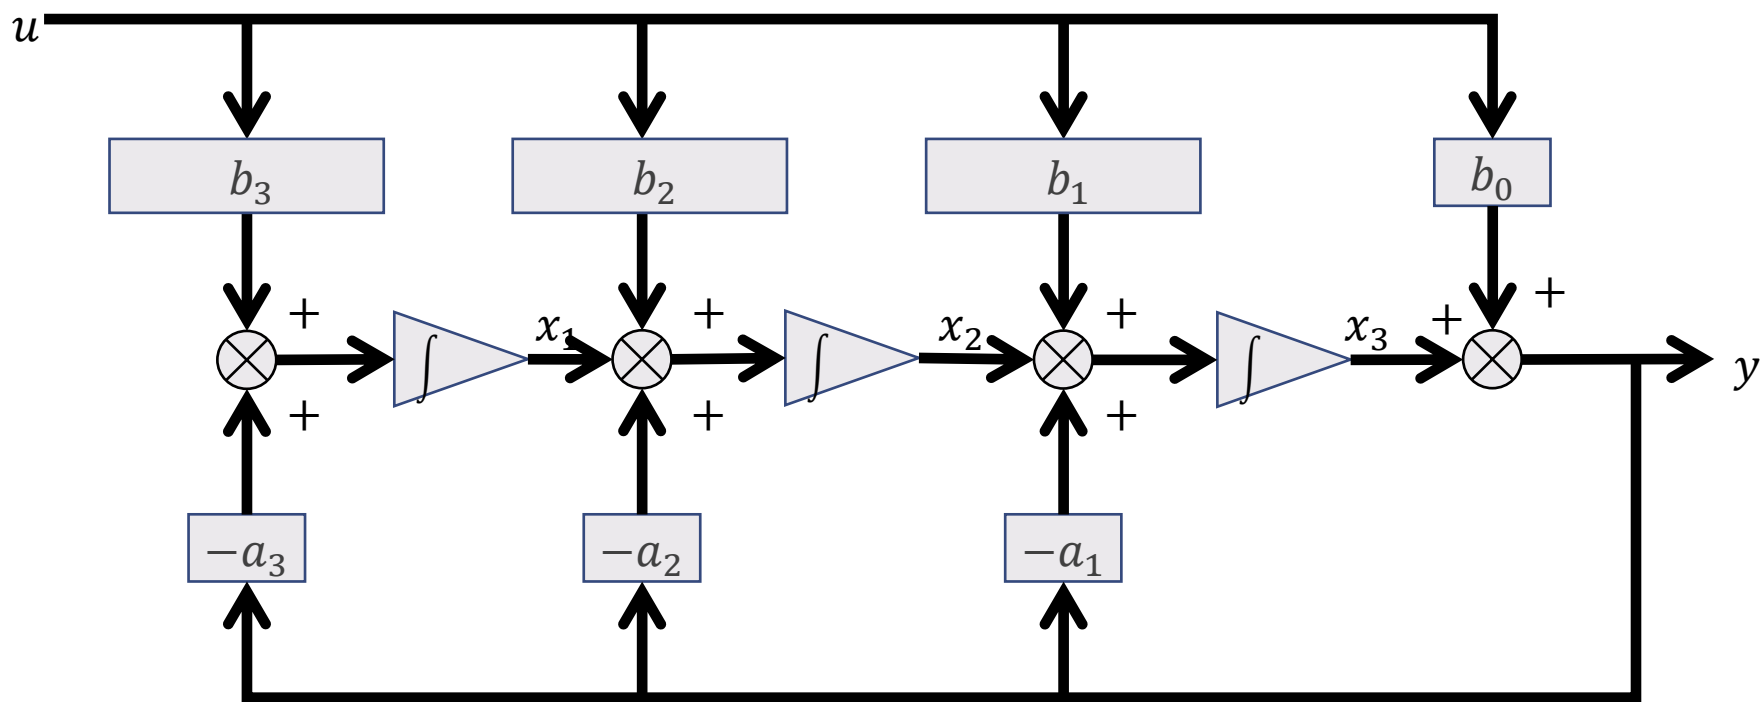 u
b₃ b₂ b₁ b₀
+ + + +
x₁ x₂ x₃ +
∫ ∫ ∫ y
+ + +
−a₃ −a₂ −a₁